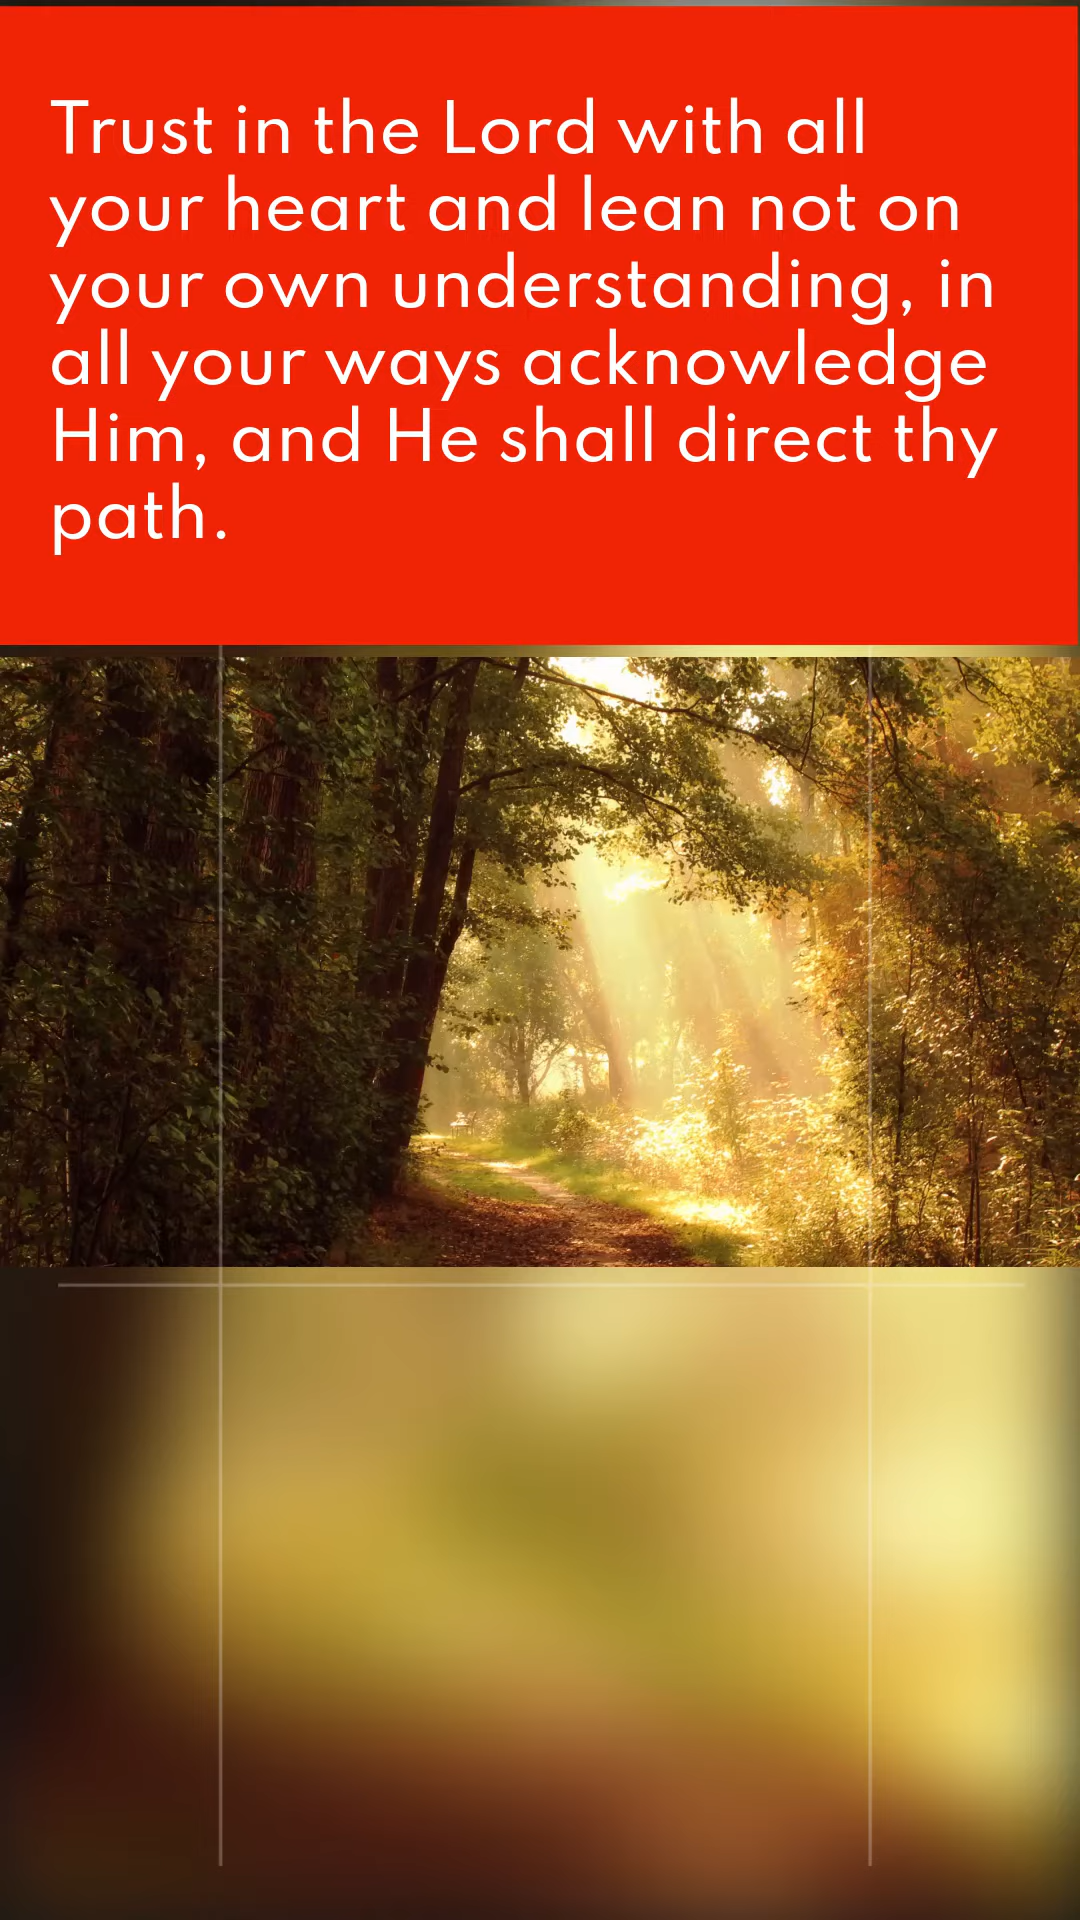 Trust in the Lord with all
your heart and lean not on
your own understanding, in
all your ways acknowledge
Him, and He shall direct thy
path.